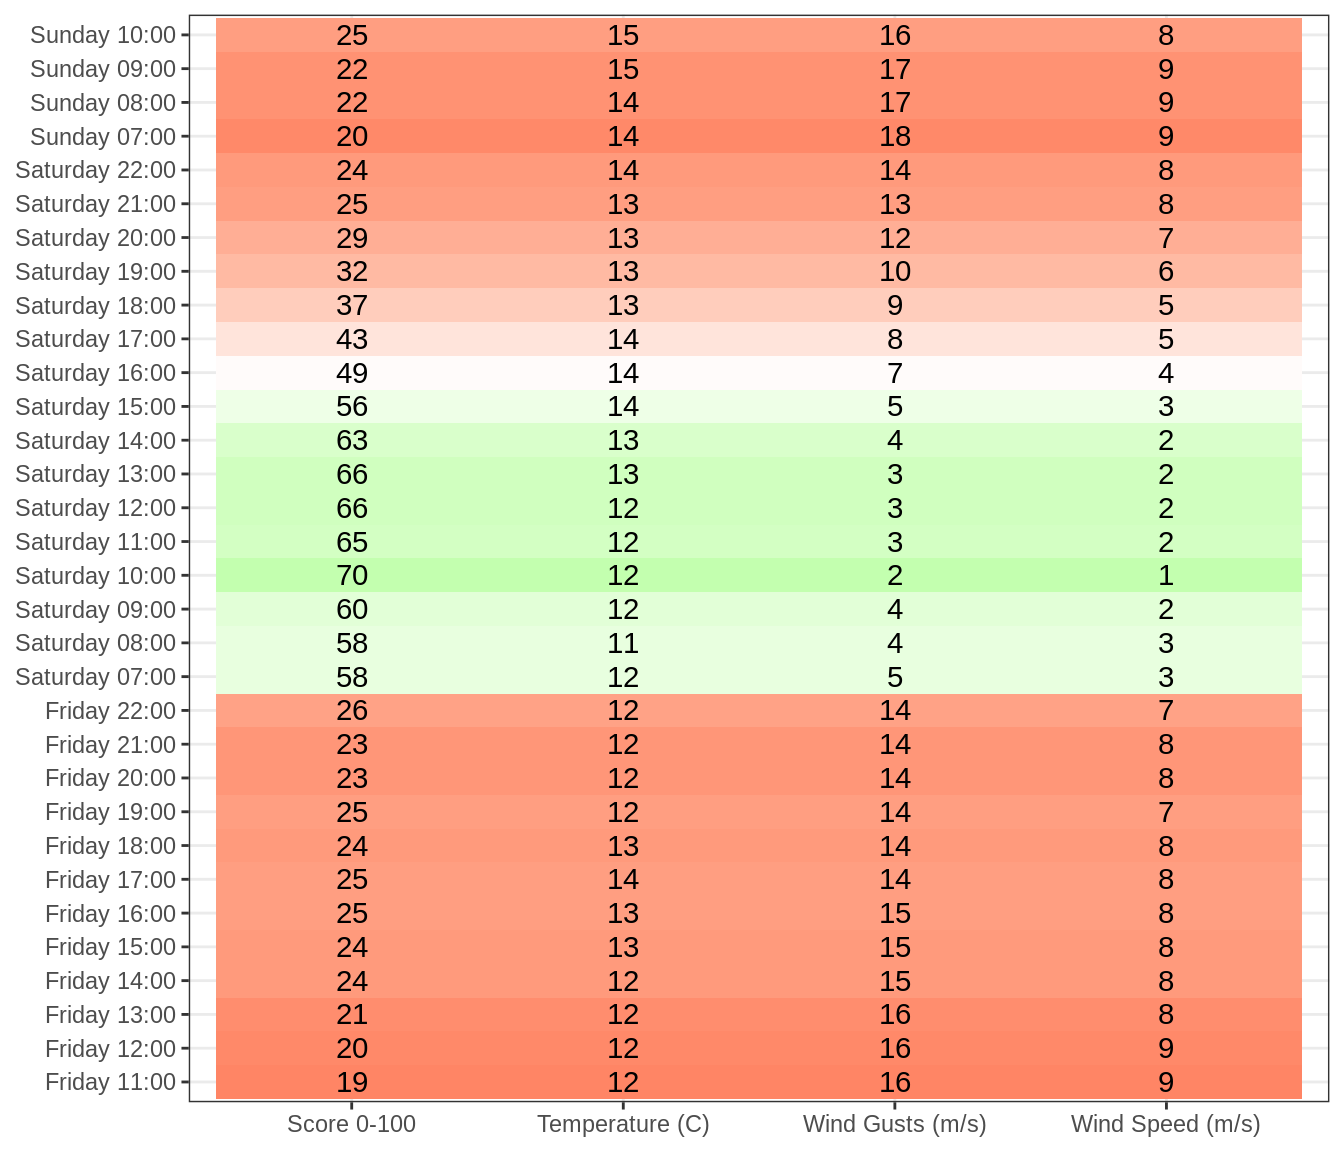 Sunday 10:00 25 15 16 8
Sunday 09:00 22 15 17 9
Sunday 08:00 22 14 17 9
Sunday 07:00 20 14 18 9
Saturday 22:00 24 14 14 8
Saturday 21:00 25 13 13 8
Saturday 20:00 29 13 12 7
Saturday 19:00 32 13 10 6
Saturday 18:00 37 13 9 5
Saturday 17:00 43 14 8 5
Saturday 16:00 49 14 7 4
Saturday 15:00 56 14 5 3
Saturday 14:00 63 13 4 2
Saturday 13:00 66 13 3 2
Saturday 12:00 66 12 3 2
Saturday 11:00 65 12 3 2
Saturday 10:00 70 12 2 1
Saturday 09:00 60 12 4 2
Saturday 08:00 58 11 4 3
Saturday 07:00 58 12 5 3
Friday 22:00 26 12 14 7
Friday 21:00 23 12 14 8
Friday 20:00 23 12 14 8
Friday 19:00 25 12 14 7
Friday 18:00 24 13 14 8
Friday 17:00 25 14 14 8
Friday 16:00 25 13 15 8
Friday 15:00 24 13 15 8
Friday 14:00 24 12 15 8
Friday 13:00 21 12 16 8
Friday 12:00 20 12 16 9
Friday 11:00 19 12 16 9
Score 0-100 Temperature (C) Wind Gusts (m/s) Wind Speed (m/s)